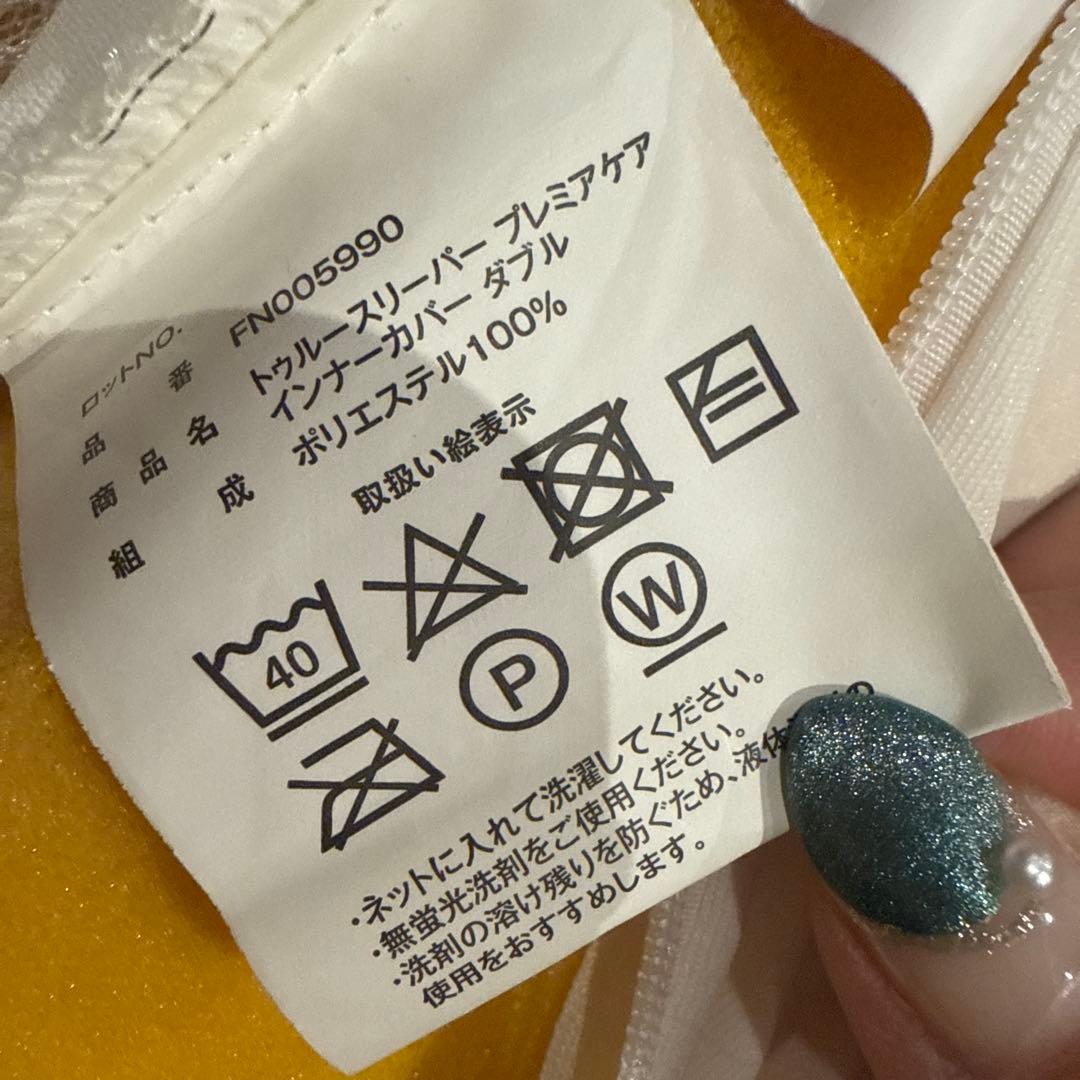 ロットNO.
品 番 FN005990
商 品 名 トゥルースリーパー プレミアケア
インナーカバー ダブル
組 成 ポリエステル100%
取扱い絵表示
40
P
W
・ネットに入れて洗濯してください。
・無蛍光洗剤をご使用ください。
・洗剤の溶け残りを防ぐため、液体
使用をおすすめします。